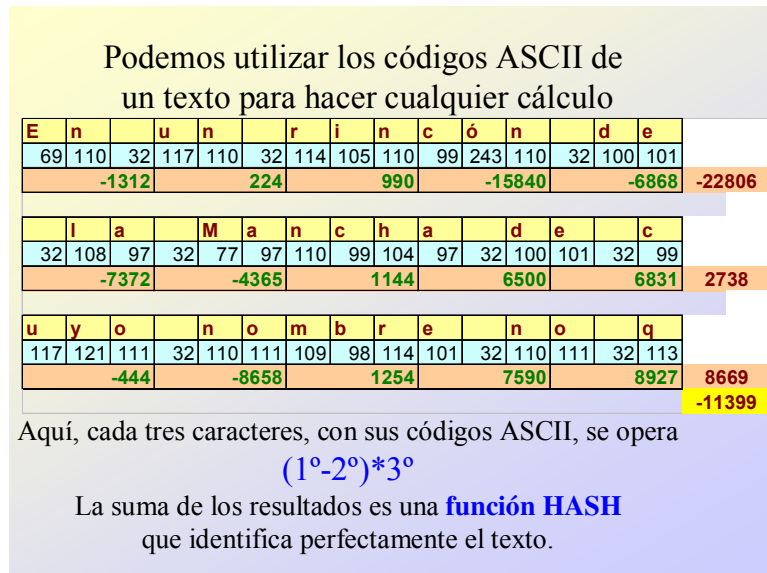 Podemos utilizar los códigos ASCII de
un texto para hacer cualquier cálculo
E n u n r i n c ó n d e
69 110 32 117 110 32 114 105 110 99 243 110 32 100 101
-1312 224 990 -15840 -6868 -22806
l a M a n c h a d e c
32 108 97 32 77 97 110 99 104 97 32 100 101 32 99
-7372 -4365 1144 6500 6831 2738
u y o n o m b r e n o q
117 121 111 32 110 111 109 98 114 101 32 110 111 32 113
-444 -8658 1254 7590 8927 8669
-11399
Aquí, cada tres caracteres, con sus códigos ASCII, se opera
(1º-2º)*3º
La suma de los resultados es una función HASH
que identifica perfectamente el texto.